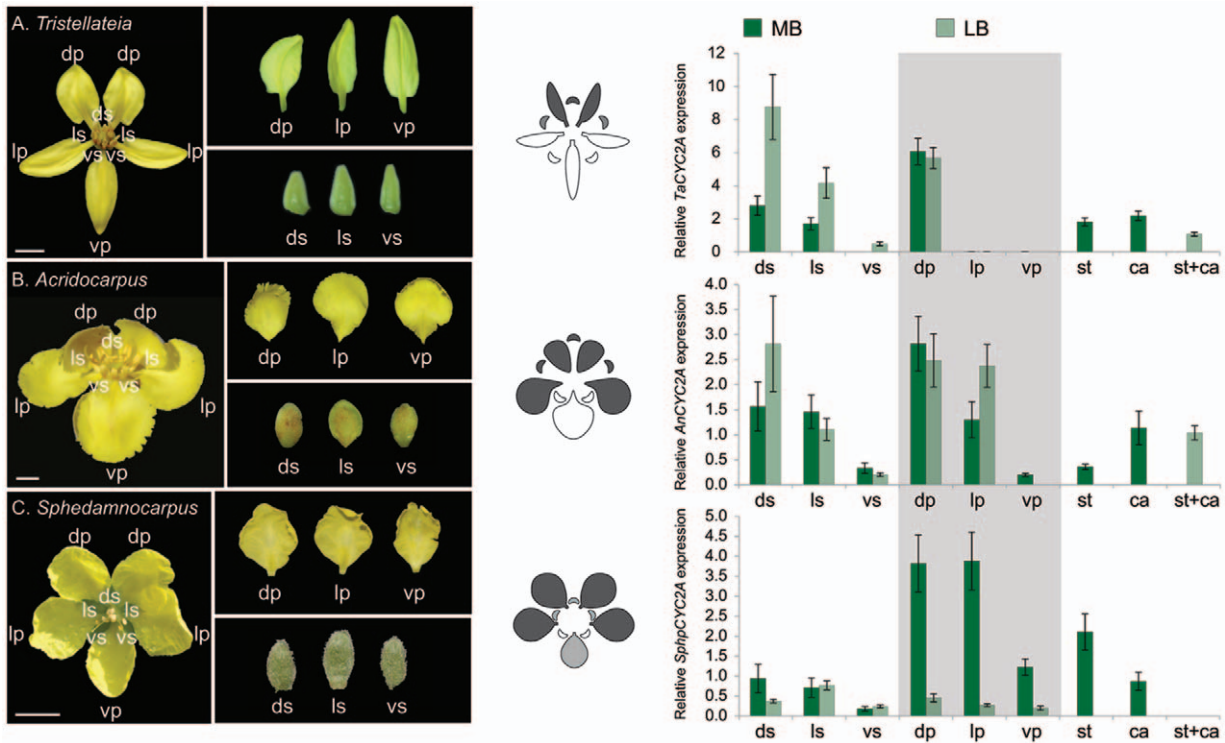 A. Tristellateia
dp dp
ds
ls ls
lp vs vs lp
vp
dp lp vp
ds ls vs
B. Acridocarpus
dp dp
ds
ls ls
vs vs
lp lp
vp
dp lp vp
ds ls vs
C. Sphedamnocarpus
dp dp
ds
ls ls
lp vs vs lp
vp
dp lp vp
ds ls vs
MB LB
Relative TaCYC2A expression
12
10
8
6
4
2
0
ds ls vs dp lp vp st ca st+ca
Relative AnCYC2A expression
4.0
3.5
3.0
2.5
2.0
1.5
1.0
0.5
0.0
ds ls vs dp lp vp st ca st+ca
Relative SphpCYC2A expression
5.0
4.5
4.0
3.5
3.0
2.5
2.0
1.5
1.0
0.5
0.0
ds ls vs dp lp vp st ca st+ca